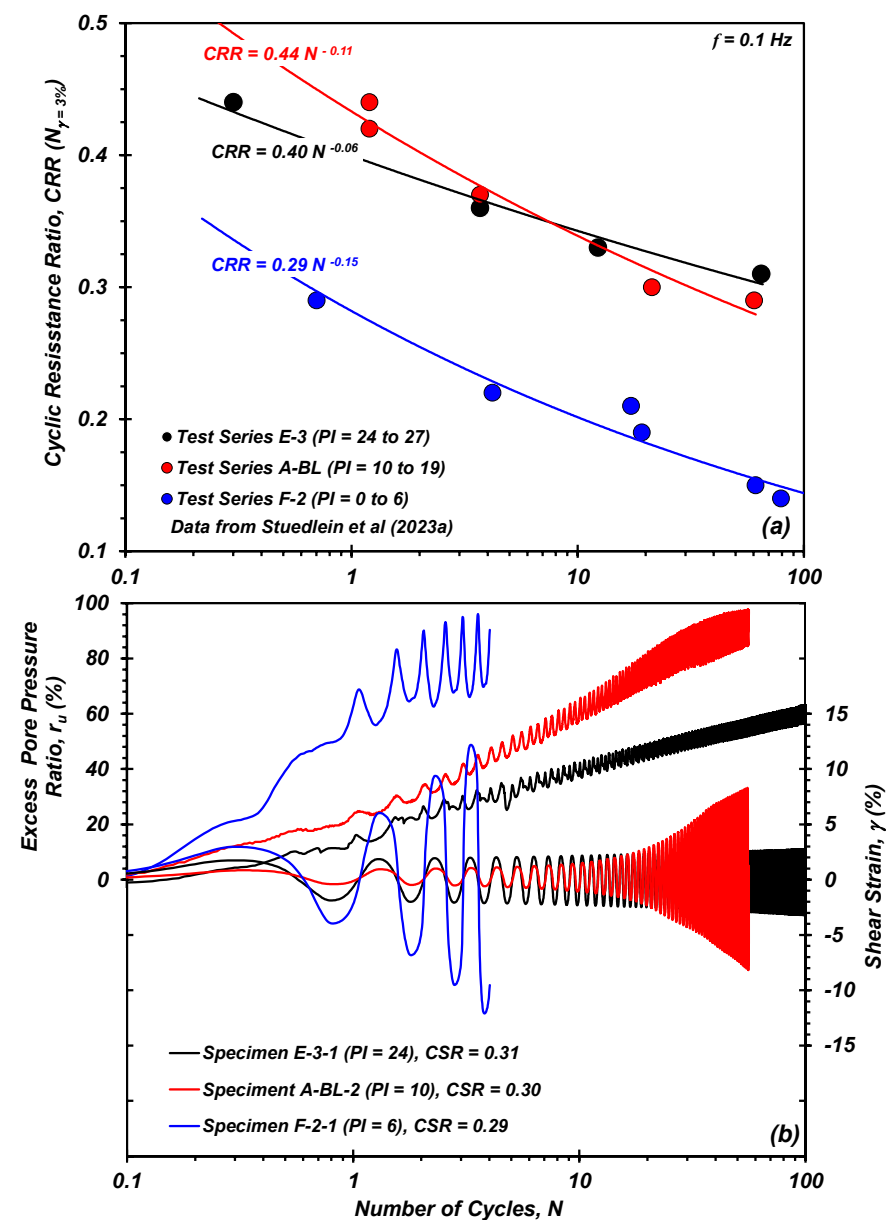 0.5
CRR = 0.44 N - 0.11
f = 0.1 Hz
0.4
CRR = 0.40 N -0.06
Cyclic Resisstance Ratio, CRR (Nγ = 3%)
0.3
CRR = 0.29 N -0.15
0.2
Test Series E-3 (PI = 24 to 27)
Test Series A-BL (PI = 10 to 19)
Test Series F-2 (PI = 0 to 6)
Data from Stuedlein et al (2023a)
(a)
0.1
0.1 1 10 100
100
80
60
40
20
0
Excess Pore Pressure
Ratio, ru (%)
15
10
5
0
-5
-10
-15
Shear Strain, γ (%)
Specimen E-3-1 (PI = 24), CSR = 0.31
Speciment A-BL-2 (PI = 10), CSR = 0.30
Specimen F-2-1 (PI = 6), CSR = 0.29
(b)
0.1 1 10 100
Number of Cycles, N